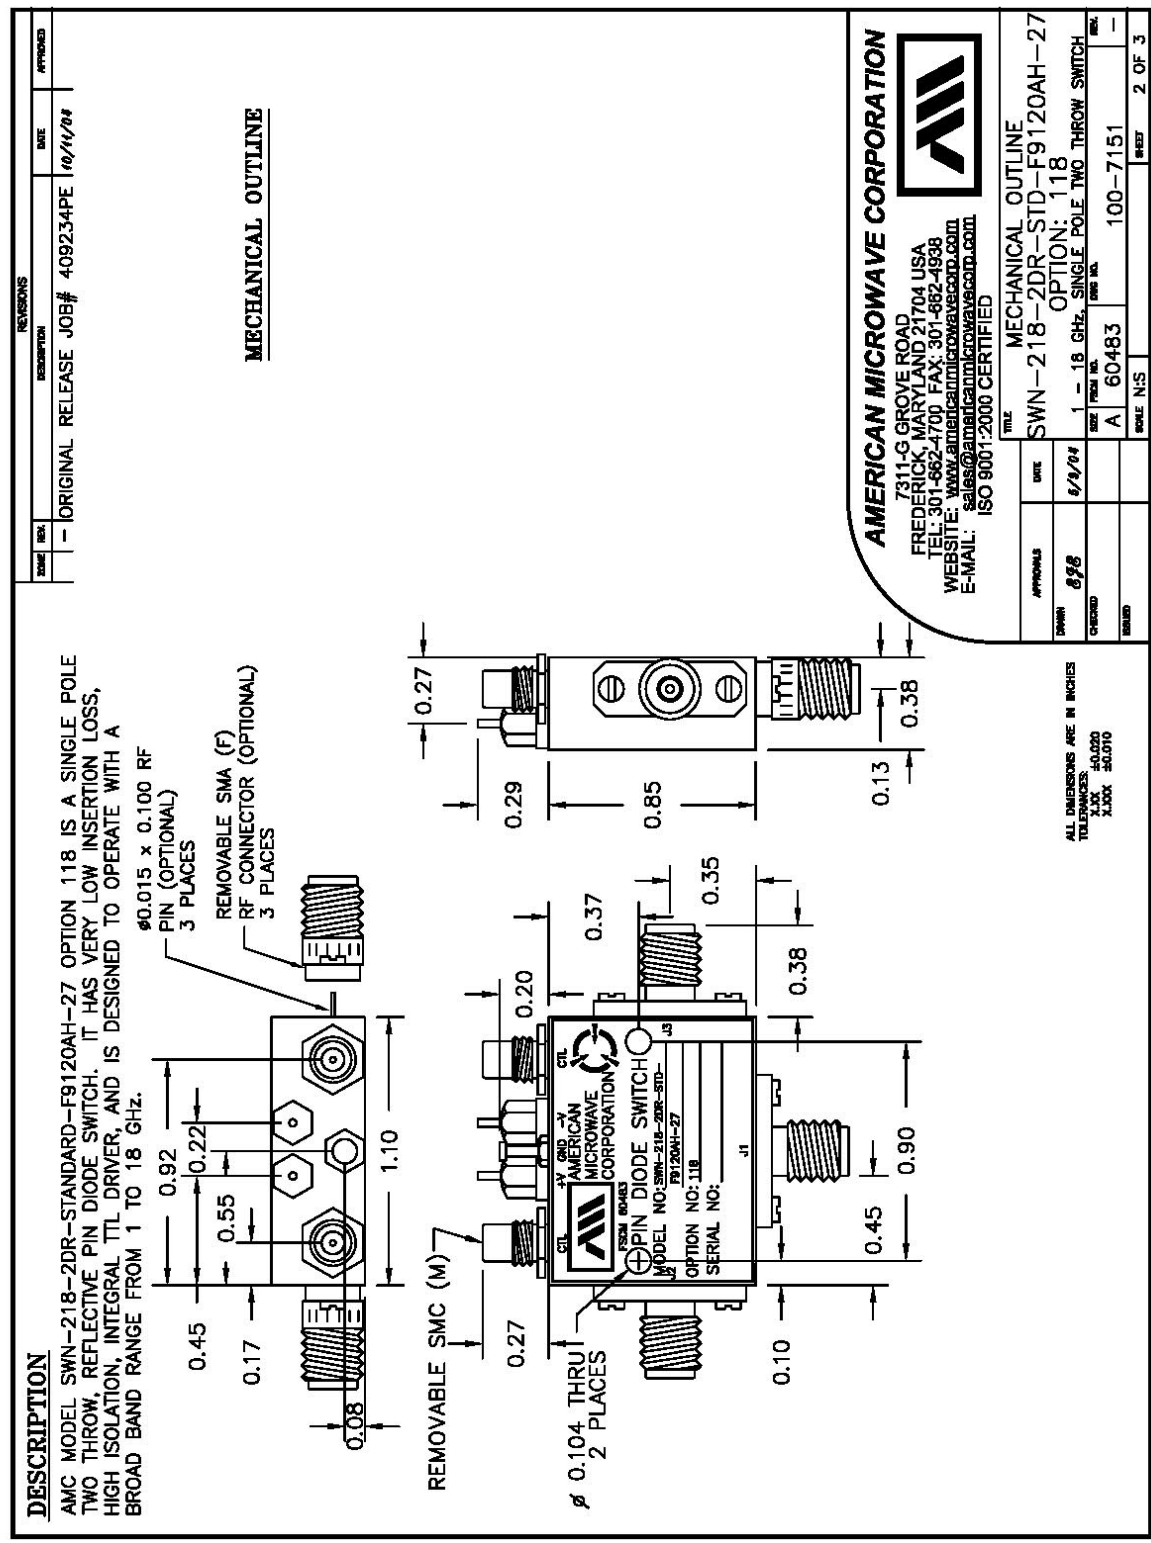 DESCRIPTION
AMC MODEL SWN-218-2DR-STANDARD-F9120AH-27 OPTION 118 IS A SINGLE POLE
TWO THROW, REFLECTIVE PIN DIODE SWITCH. IT HAS VERY LOW INSERTION LOSS,
HIGH ISOLATION, INTEGRAL TTL DRIVER, AND IS DESIGNED TO OPERATE WITH A
BROAD BAND RANGE FROM 1 TO 18 GHz.
REVISIONS
ZONE REV. DESCRIPTION DATE APPROVED
- ORIGINAL RELEASE JOB# 409234PE 10/11/04
MECHANICAL OUTLINE
0.92
0.22
0.45
0.55
0.17
1.10
0.08
ø0.015 x 0.100 RF
PIN (OPTIONAL)
3 PLACES
REMOVABLE SMA (F)
RF CONNECTOR (OPTIONAL)
3 PLACES
REMOVABLE SMC (M)
0.27
0.20
0.37
0.35
0.38
ø 0.104 THRU
2 PLACES
0.10
0.45
0.90
CTL +V GND -V CTL
AMERICAN
MICROWAVE
CORPORATION
FSCM 60483
PIN DIODE SWITCH
MODEL NO: SWN-218-2DR-STD-
F9120AH-27
OPTION NO: 118
SERIAL NO:
J2
J3
J1
0.27
0.29
0.85
0.13
0.38
ALL DIMENSIONS ARE IN INCHES
TOLERANCES:
X.XX ±0.020
X.XXX ±0.010
AMERICAN MICROWAVE CORPORATION
7311-G GROVE ROAD
FREDERICK, MARYLAND 21704 USA
TEL: 301-662-4700 FAX: 301-662-4938
WEBSITE: www.americanmicrowavecorp.com
E-MAIL: sales@americanmicrowavecorp.com
ISO 9001:2000 CERTIFIED
APPROVALS DATE
DRAWN 5/3/04
CHECKED
ISSUED
TITLE
MECHANICAL OUTLINE
SWN-218-2DR-STD-F9120AH-27
OPTION: 118
1 - 18 GHz, SINGLE POLE TWO THROW SWITCH
SIZE A FSCM NO. 60483 DWG NO. 100-7151 REV. -
SCALE N:S SHEET 2 OF 3